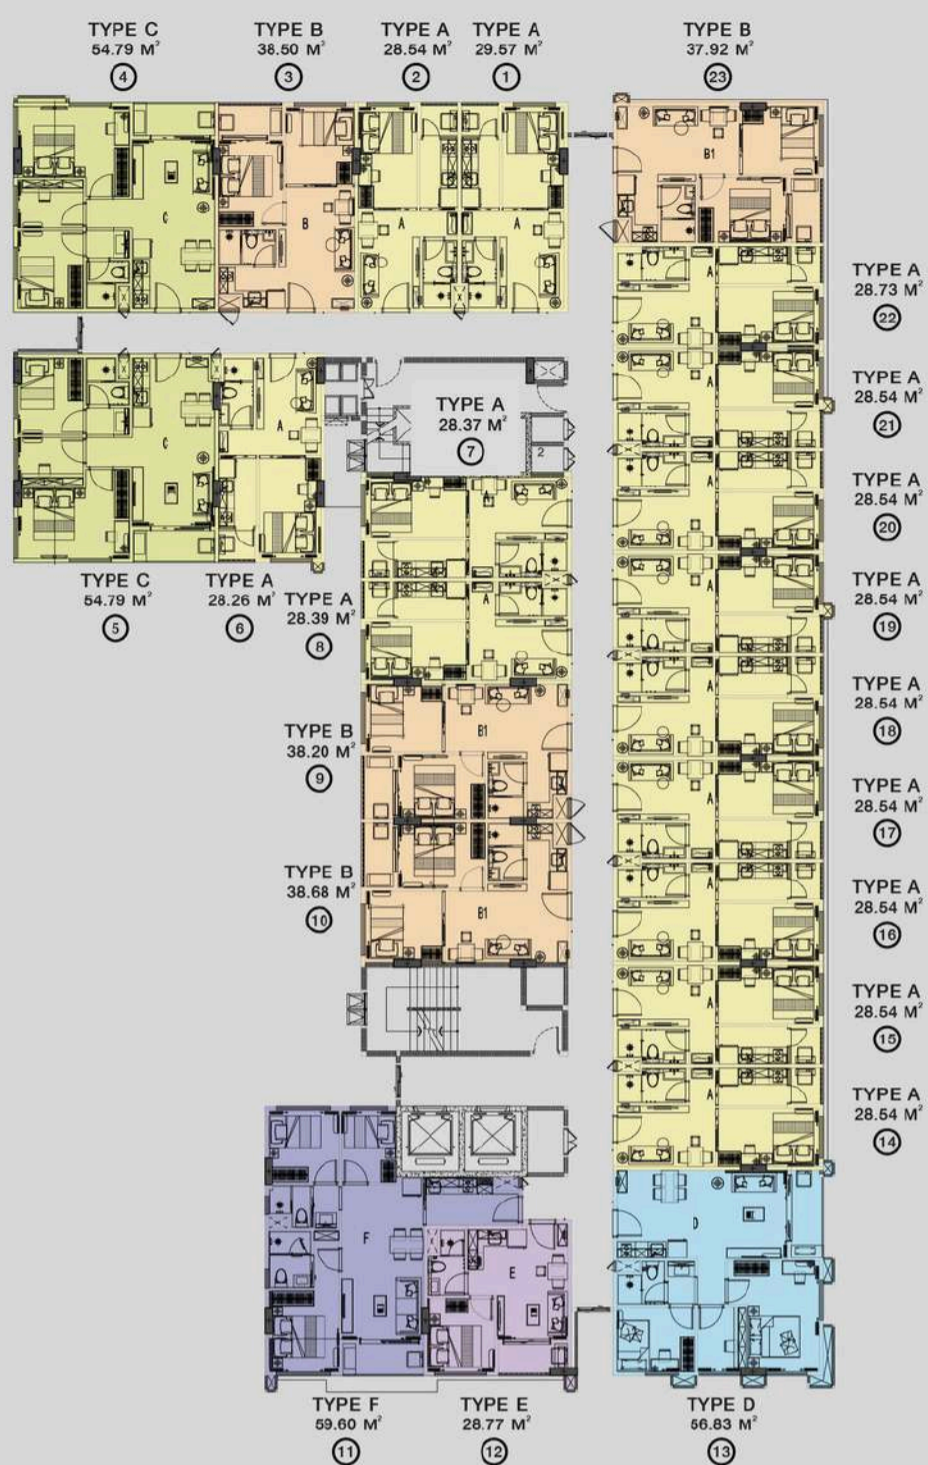 TYPE C
54.79 M²
4
TYPE B
38.50 M²
3
TYPE A
28.54 M²
2
TYPE A
29.57 M²
1
TYPE B
37.92 M²
23
B1
C
B
A
A
A
TYPE A
28.73 M²
22
A
TYPE A
28.54 M²
21
C
A
TYPE A
28.37 M²
7
2
TYPE A
28.54 M²
20
A
A
TYPE C
54.79 M²
5
TYPE A
28.26 M²
6
TYPE A
28.39 M²
8
A
A
TYPE A
28.54 M²
19
A
TYPE A
28.54 M²
18
TYPE B
38.20 M²
9
B1
A
TYPE A
28.54 M²
17
TYPE B
38.68 M²
10
B1
A
TYPE A
28.54 M²
16
A
TYPE A
28.54 M²
15
A
TYPE A
28.54 M²
14
F
E
D
TYPE F
59.60 M²
11
TYPE E
28.77 M²
12
TYPE D
56.83 M²
13